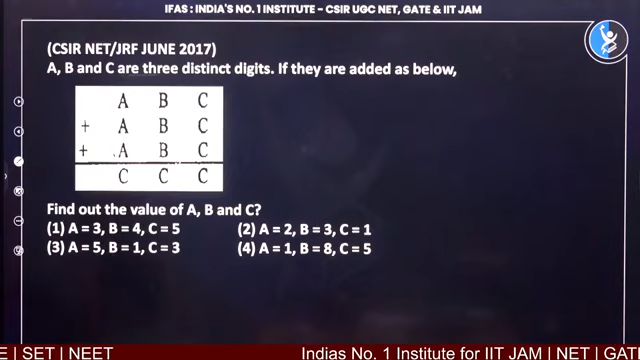 IFAS : INDIA'S NO. 1 INSTITUTE – CSIR UGC NET, GATE & IIT JAM
(CSIR NET/JRF JUNE 2017)
A, B and C are three distinct digits. If they are added as below,
A B C
+ A B C
+ A B C
C C C
Find out the value of A, B and C?
(1) A = 3, B = 4, C = 5 (2) A = 2, B = 3, C = 1
(3) A = 5, B = 1, C = 3 (4) A = 1, B = 8, C = 5
E | SET | NEET Indias No. 1 Institute for IIT JAM | NET | GAT